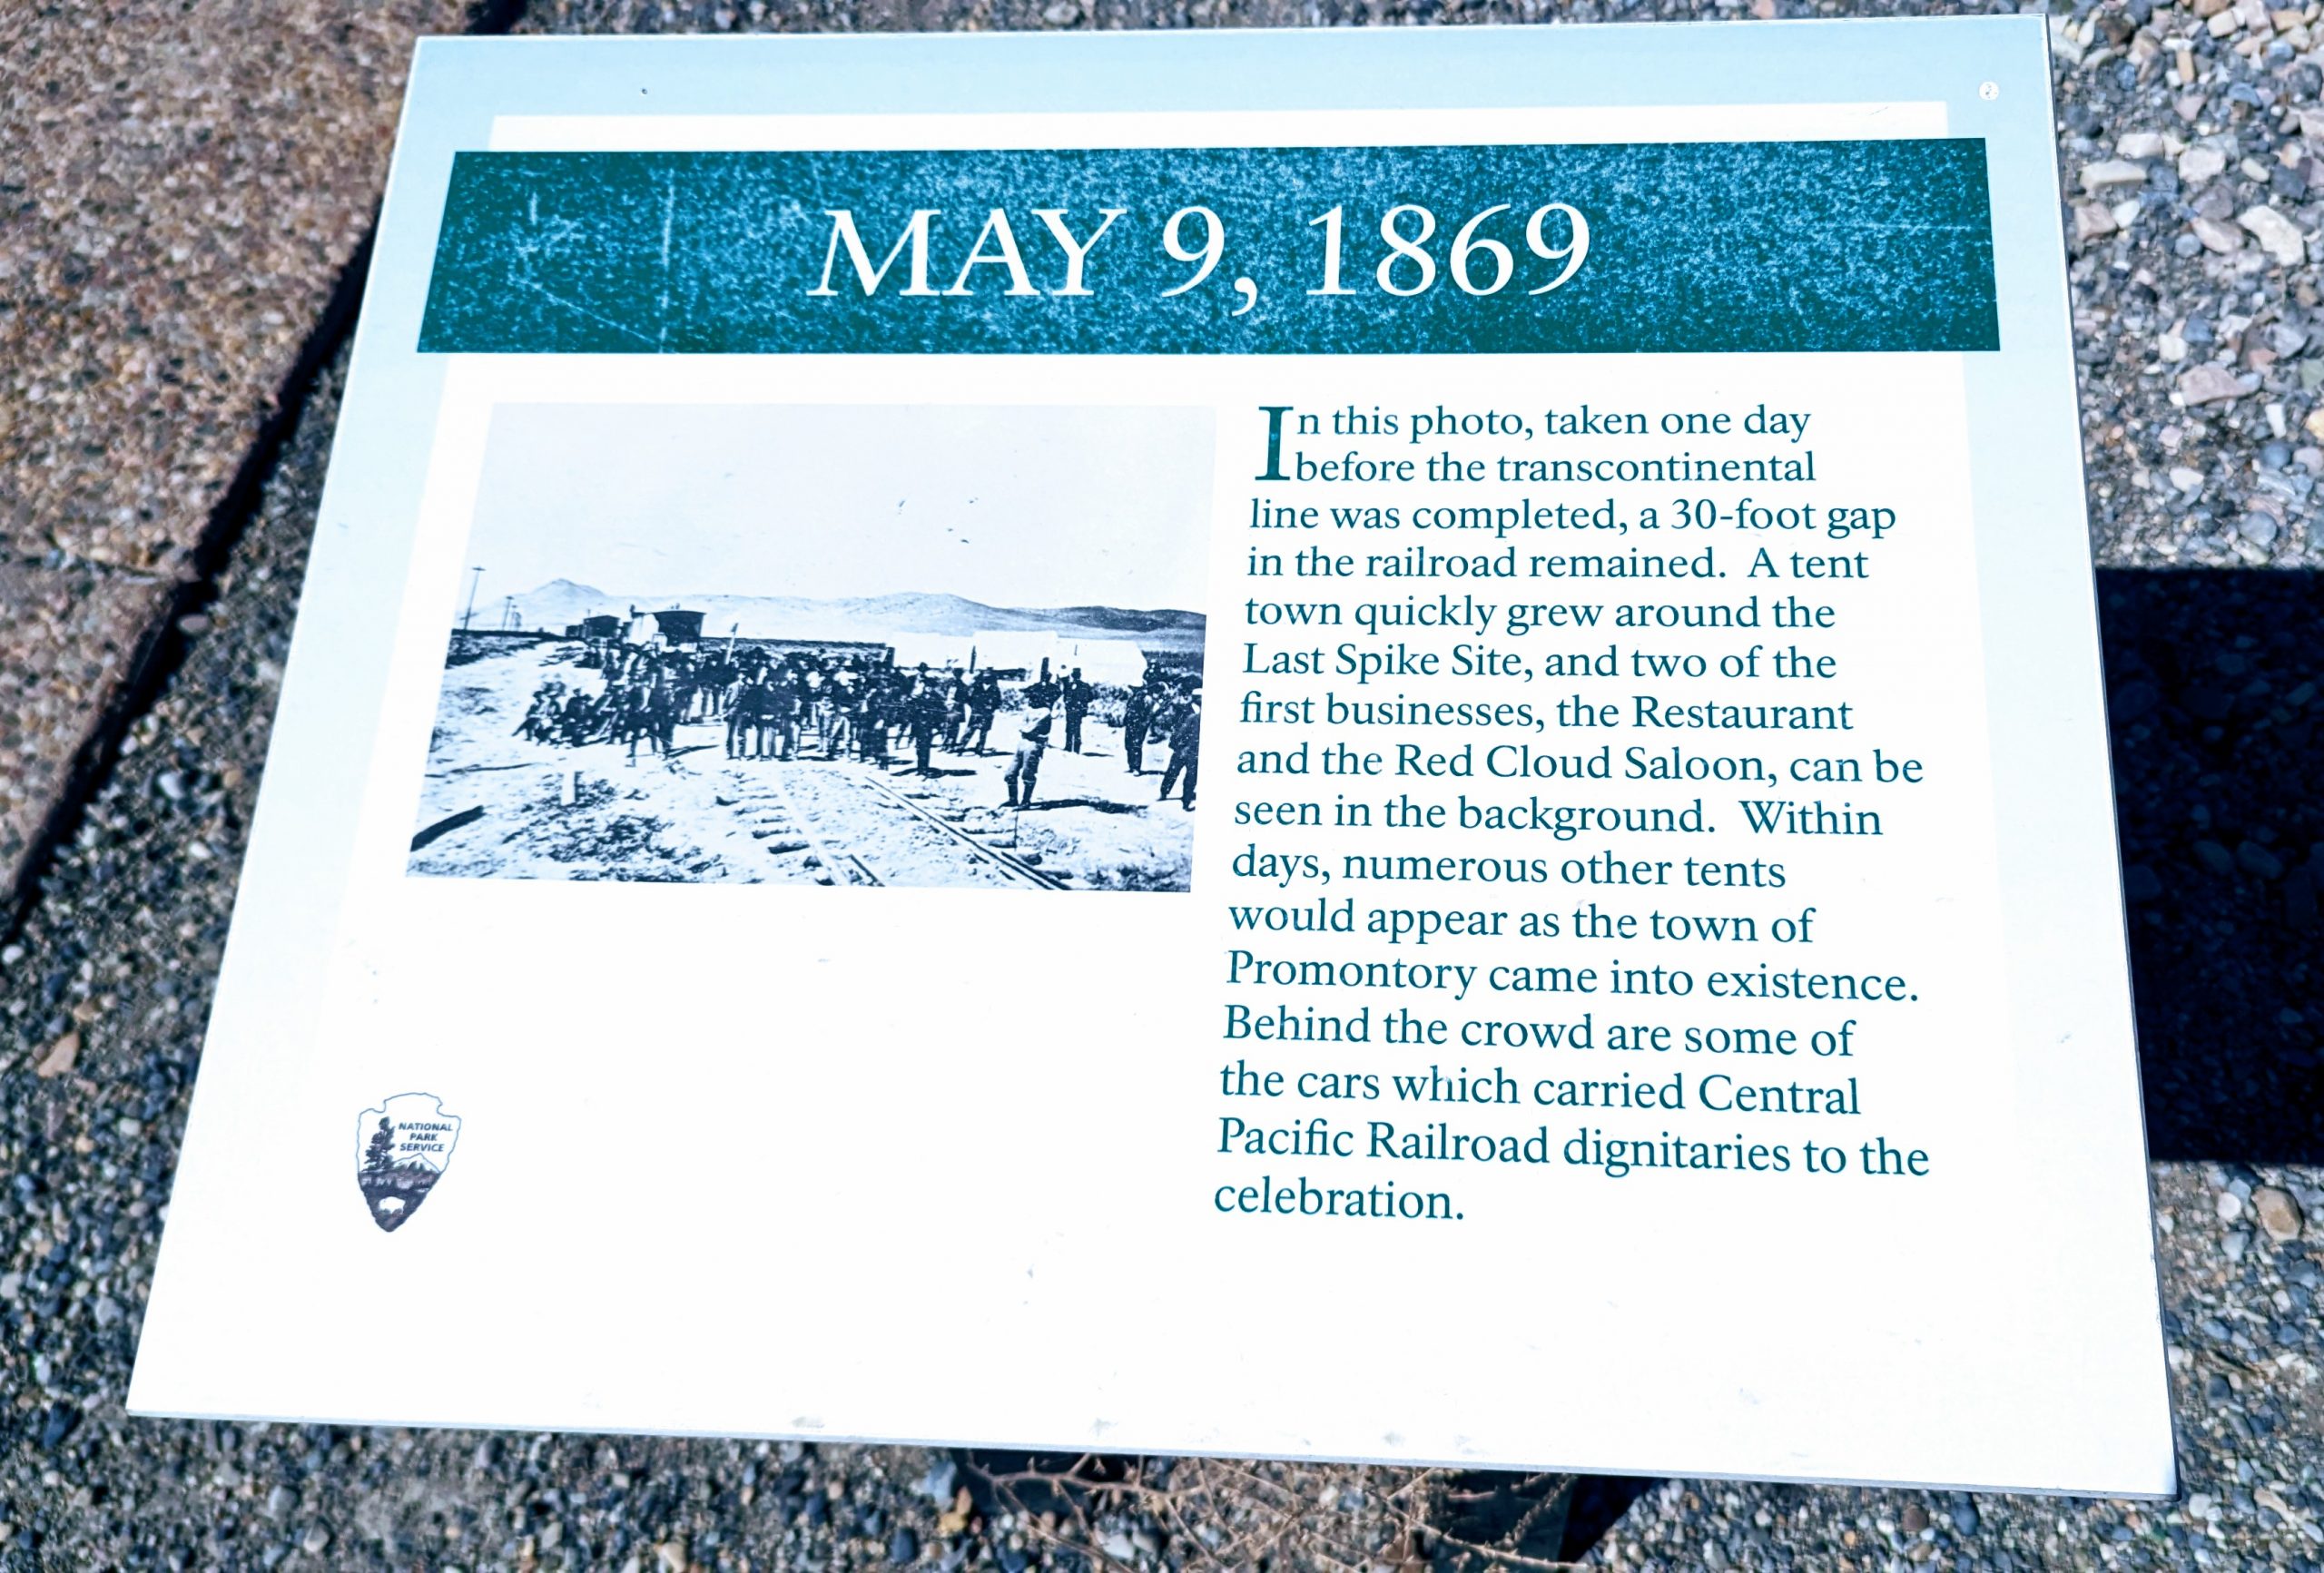 MAY 9, 1869
In this photo, taken one day
before the transcontinental
line was completed, a 30-foot gap
in the railroad remained. A tent
town quickly grew around the
Last Spike Site, and two of the
first businesses, the Restaurant
and the Red Cloud Saloon, can be
seen in the background. Within
days, numerous other tents
would appear as the town of
Promontory came into existence.
Behind the crowd are some of
the cars which carried Central
Pacific Railroad dignitaries to the
celebration.
NATIONAL
PARK
SERVICE